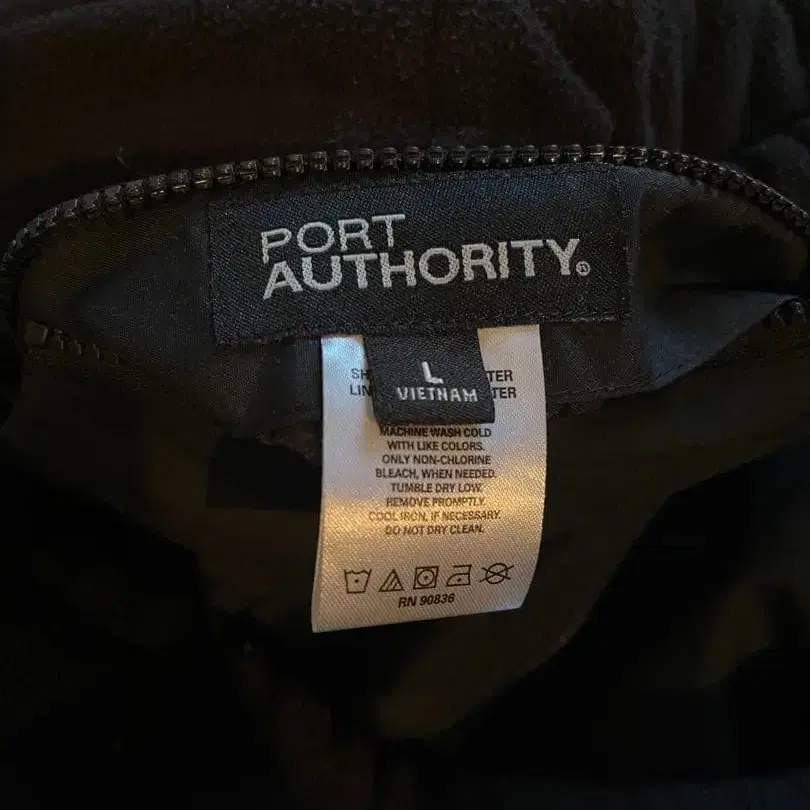 PORT
AUTHORITY®
L
VIETNAM
MACHINE WASH COLD
WITH LIKE COLORS.
ONLY NON-CHLORINE
BLEACH, WHEN NEEDED.
TUMBLE DRY LOW.
REMOVE PROMPTLY.
COOL IRON, IF NECESSARY.
DO NOT DRY CLEAN.
RN 90836